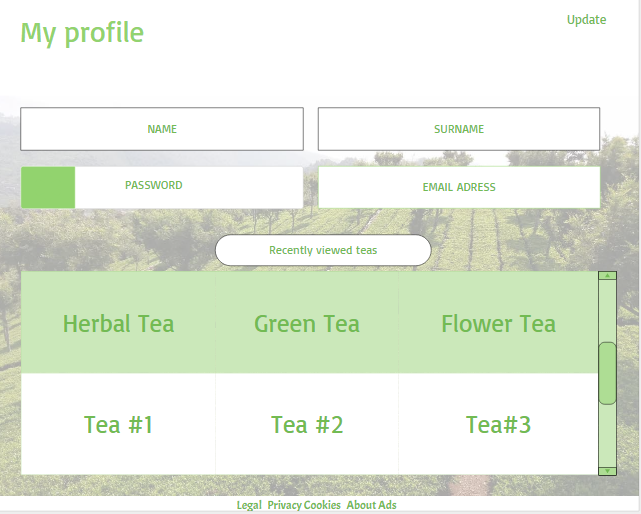 My profile
Update
NAME
SURNAME
PASSWORD
EMAIL ADRESS
Recently viewed teas
Herbal Tea
Green Tea
Flower Tea
Tea #1
Tea #2
Tea#3
Legal Privacy Cookies About Ads